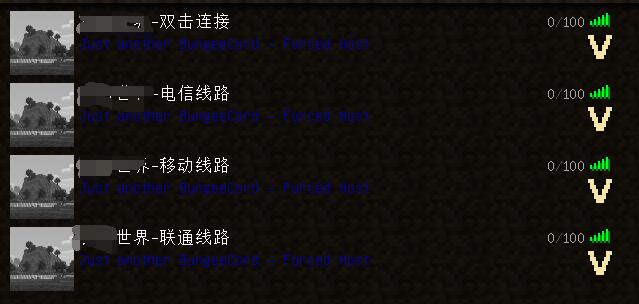 -双击连接
0/100
Just another BungeeCord - Forced Host
-电信线路
0/100
Just another BungeeCord - Forced Host
界-移动线路
0/100
Just another BungeeCord - Forced Host
世界-联通线路
0/100
Just another BungeeCord - Forced Host